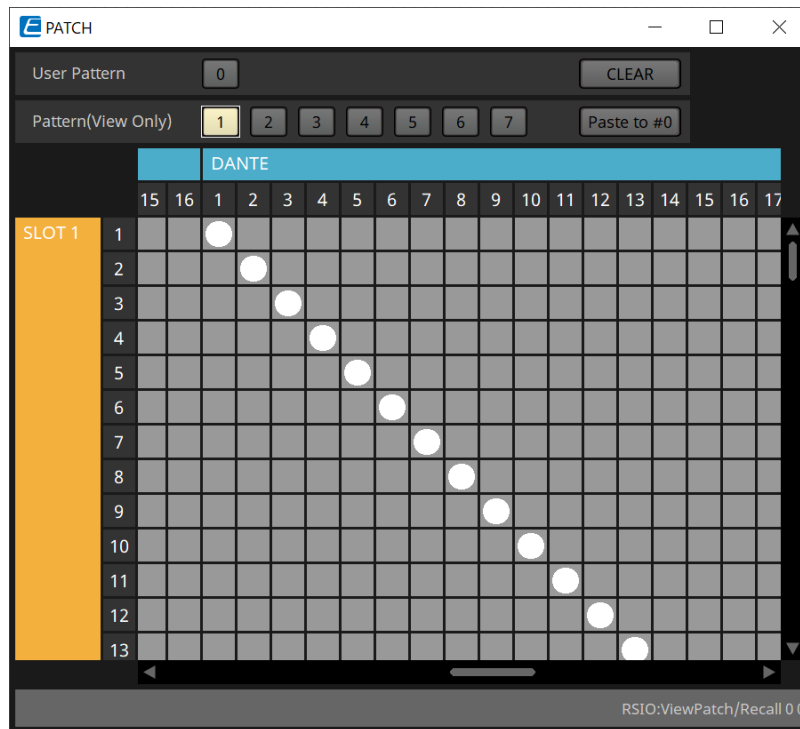 PATCH
User Pattern 0 CLEAR
Pattern(View Only) 1 2 3 4 5 6 7 Paste to #0
DANTE
15 16 1 2 3 4 5 6 7 8 9 10 11 12 13 14 15 16 17
SLOT 1 1
2
3
4
5
6
7
8
9
10
11
12
13
RSIO:ViewPatch/Recall 0 0